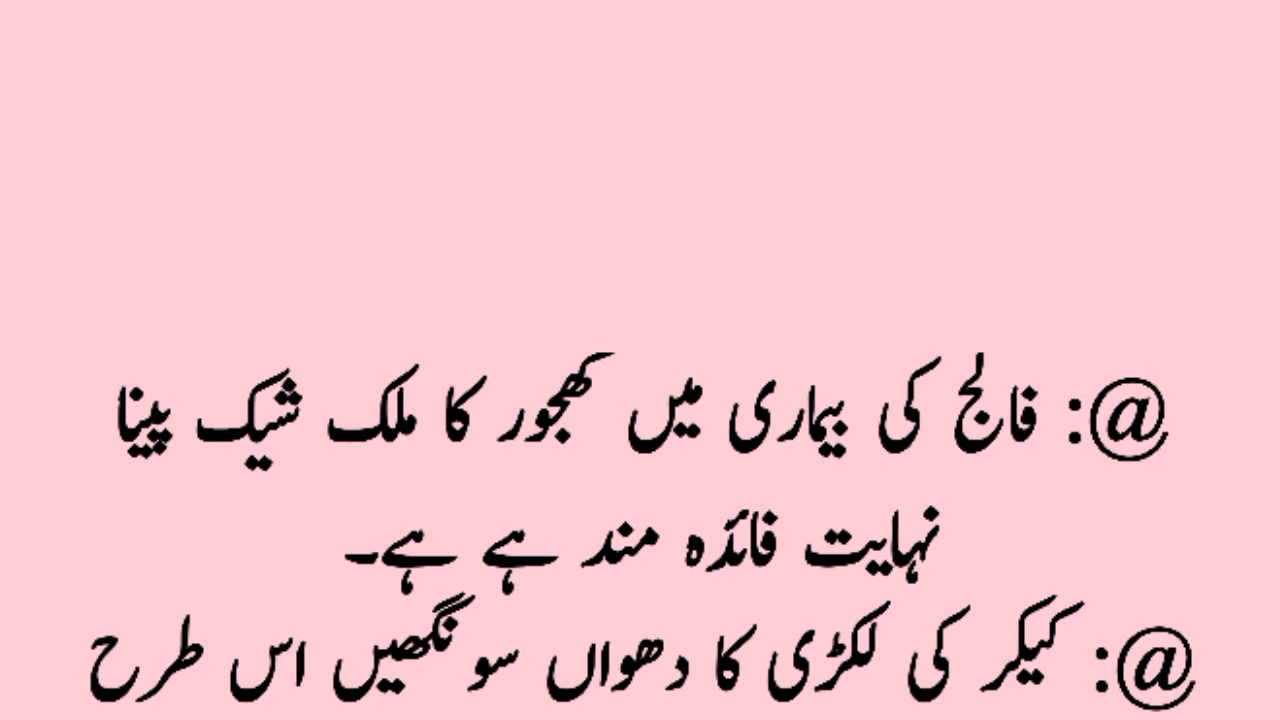 @: فالج کی بیماری میں کھجور کا ملک شیک پینا
نہایت فائدہ مند ہے ہے۔
@: کیکر کی لکڑی کا دھواں سونگھیں اس طرح